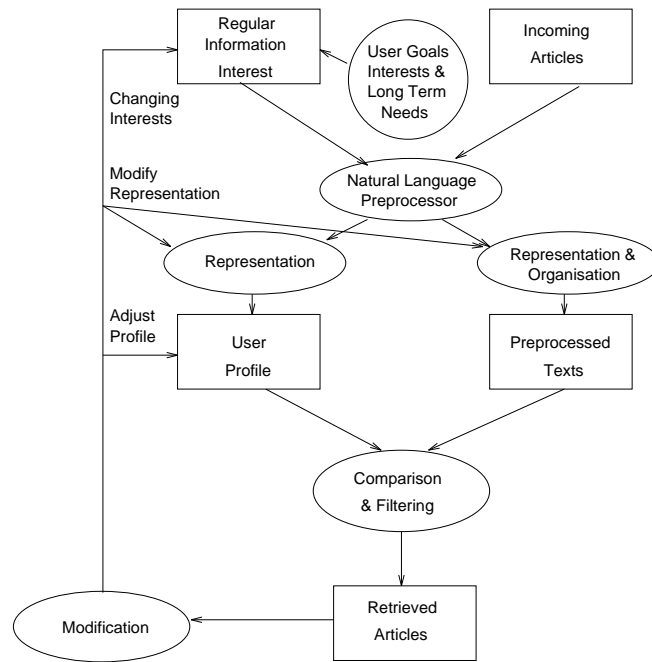 Regular
Information
Interest
User Goals
Interests &
Long Term
Needs
Incoming
Articles
Changing
Interests
Modify
Representation
Natural Language
Preprocessor
Representation
Representation &
Organisation
Adjust
Profile
User
Profile
Preprocessed
Texts
Comparison
& Filtering
Modification
Retrieved
Articles